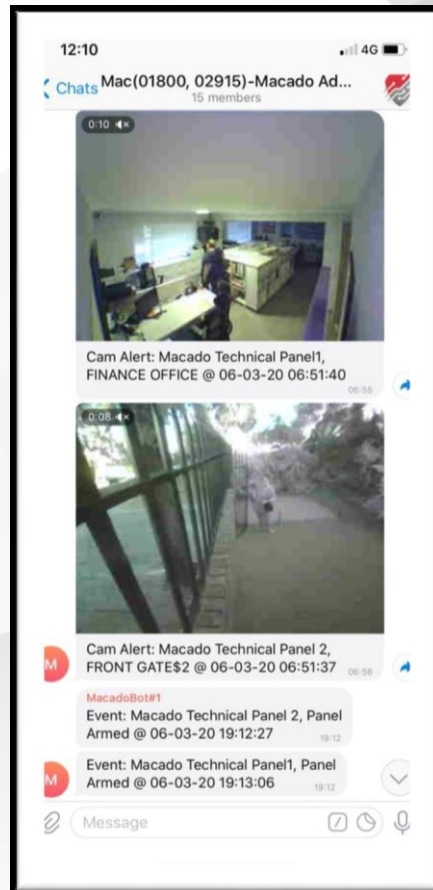 12:10
4G
Chats
Mac(01800, 02915)-Macado Ad...
15 members
0:10
Cam Alert: Macado Technical Panel1,
FINANCE OFFICE @ 06-03-20 06:51:40
06:55
0:08
Cam Alert: Macado Technical Panel 2,
FRONT GATE$2 @ 06-03-20 06:51:37
06:56
M
MacadoBot#1
Event: Macado Technical Panel 2, Panel
Armed @ 06-03-20 19:12:27
19:12
Event: Macado Technical Panel1, Panel
Armed @ 06-03-20 19:13:06
19:12
M
Message